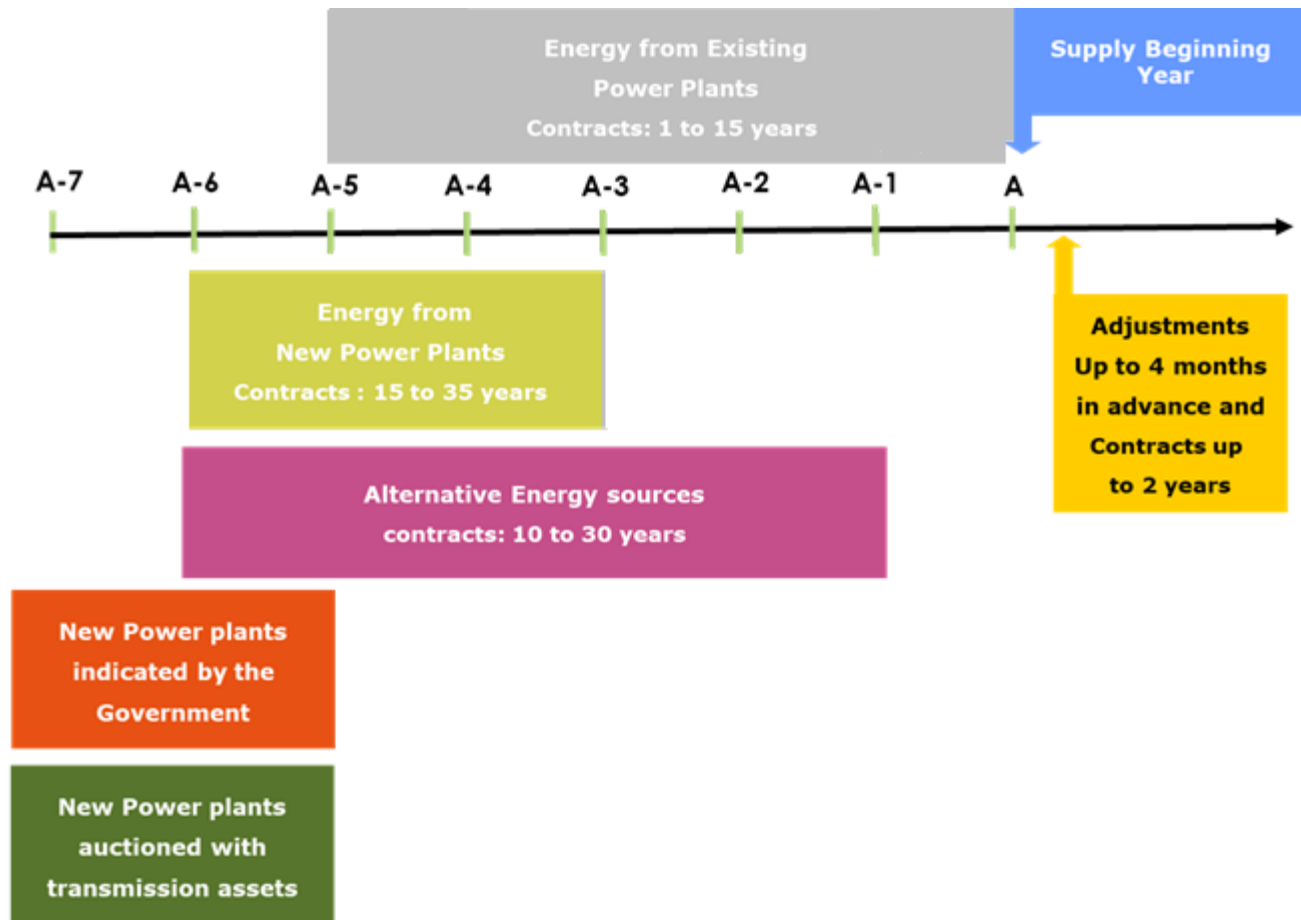 Energy from Existing
Power Plants
Contracts: 1 to 15 years
Supply Beginning
Year
A-7
A-6
A-5
A-4
A-3
A-2
A-1
A
Energy from
New Power Plants
Contracts : 15 to 35 years
Adjustments
Up to 4 months
in advance and
Contracts up
to 2 years
Alternative Energy sources
contracts: 10 to 30 years
New Power plants
indicated by the
Government
New Power plants
auctioned with
transmission assets